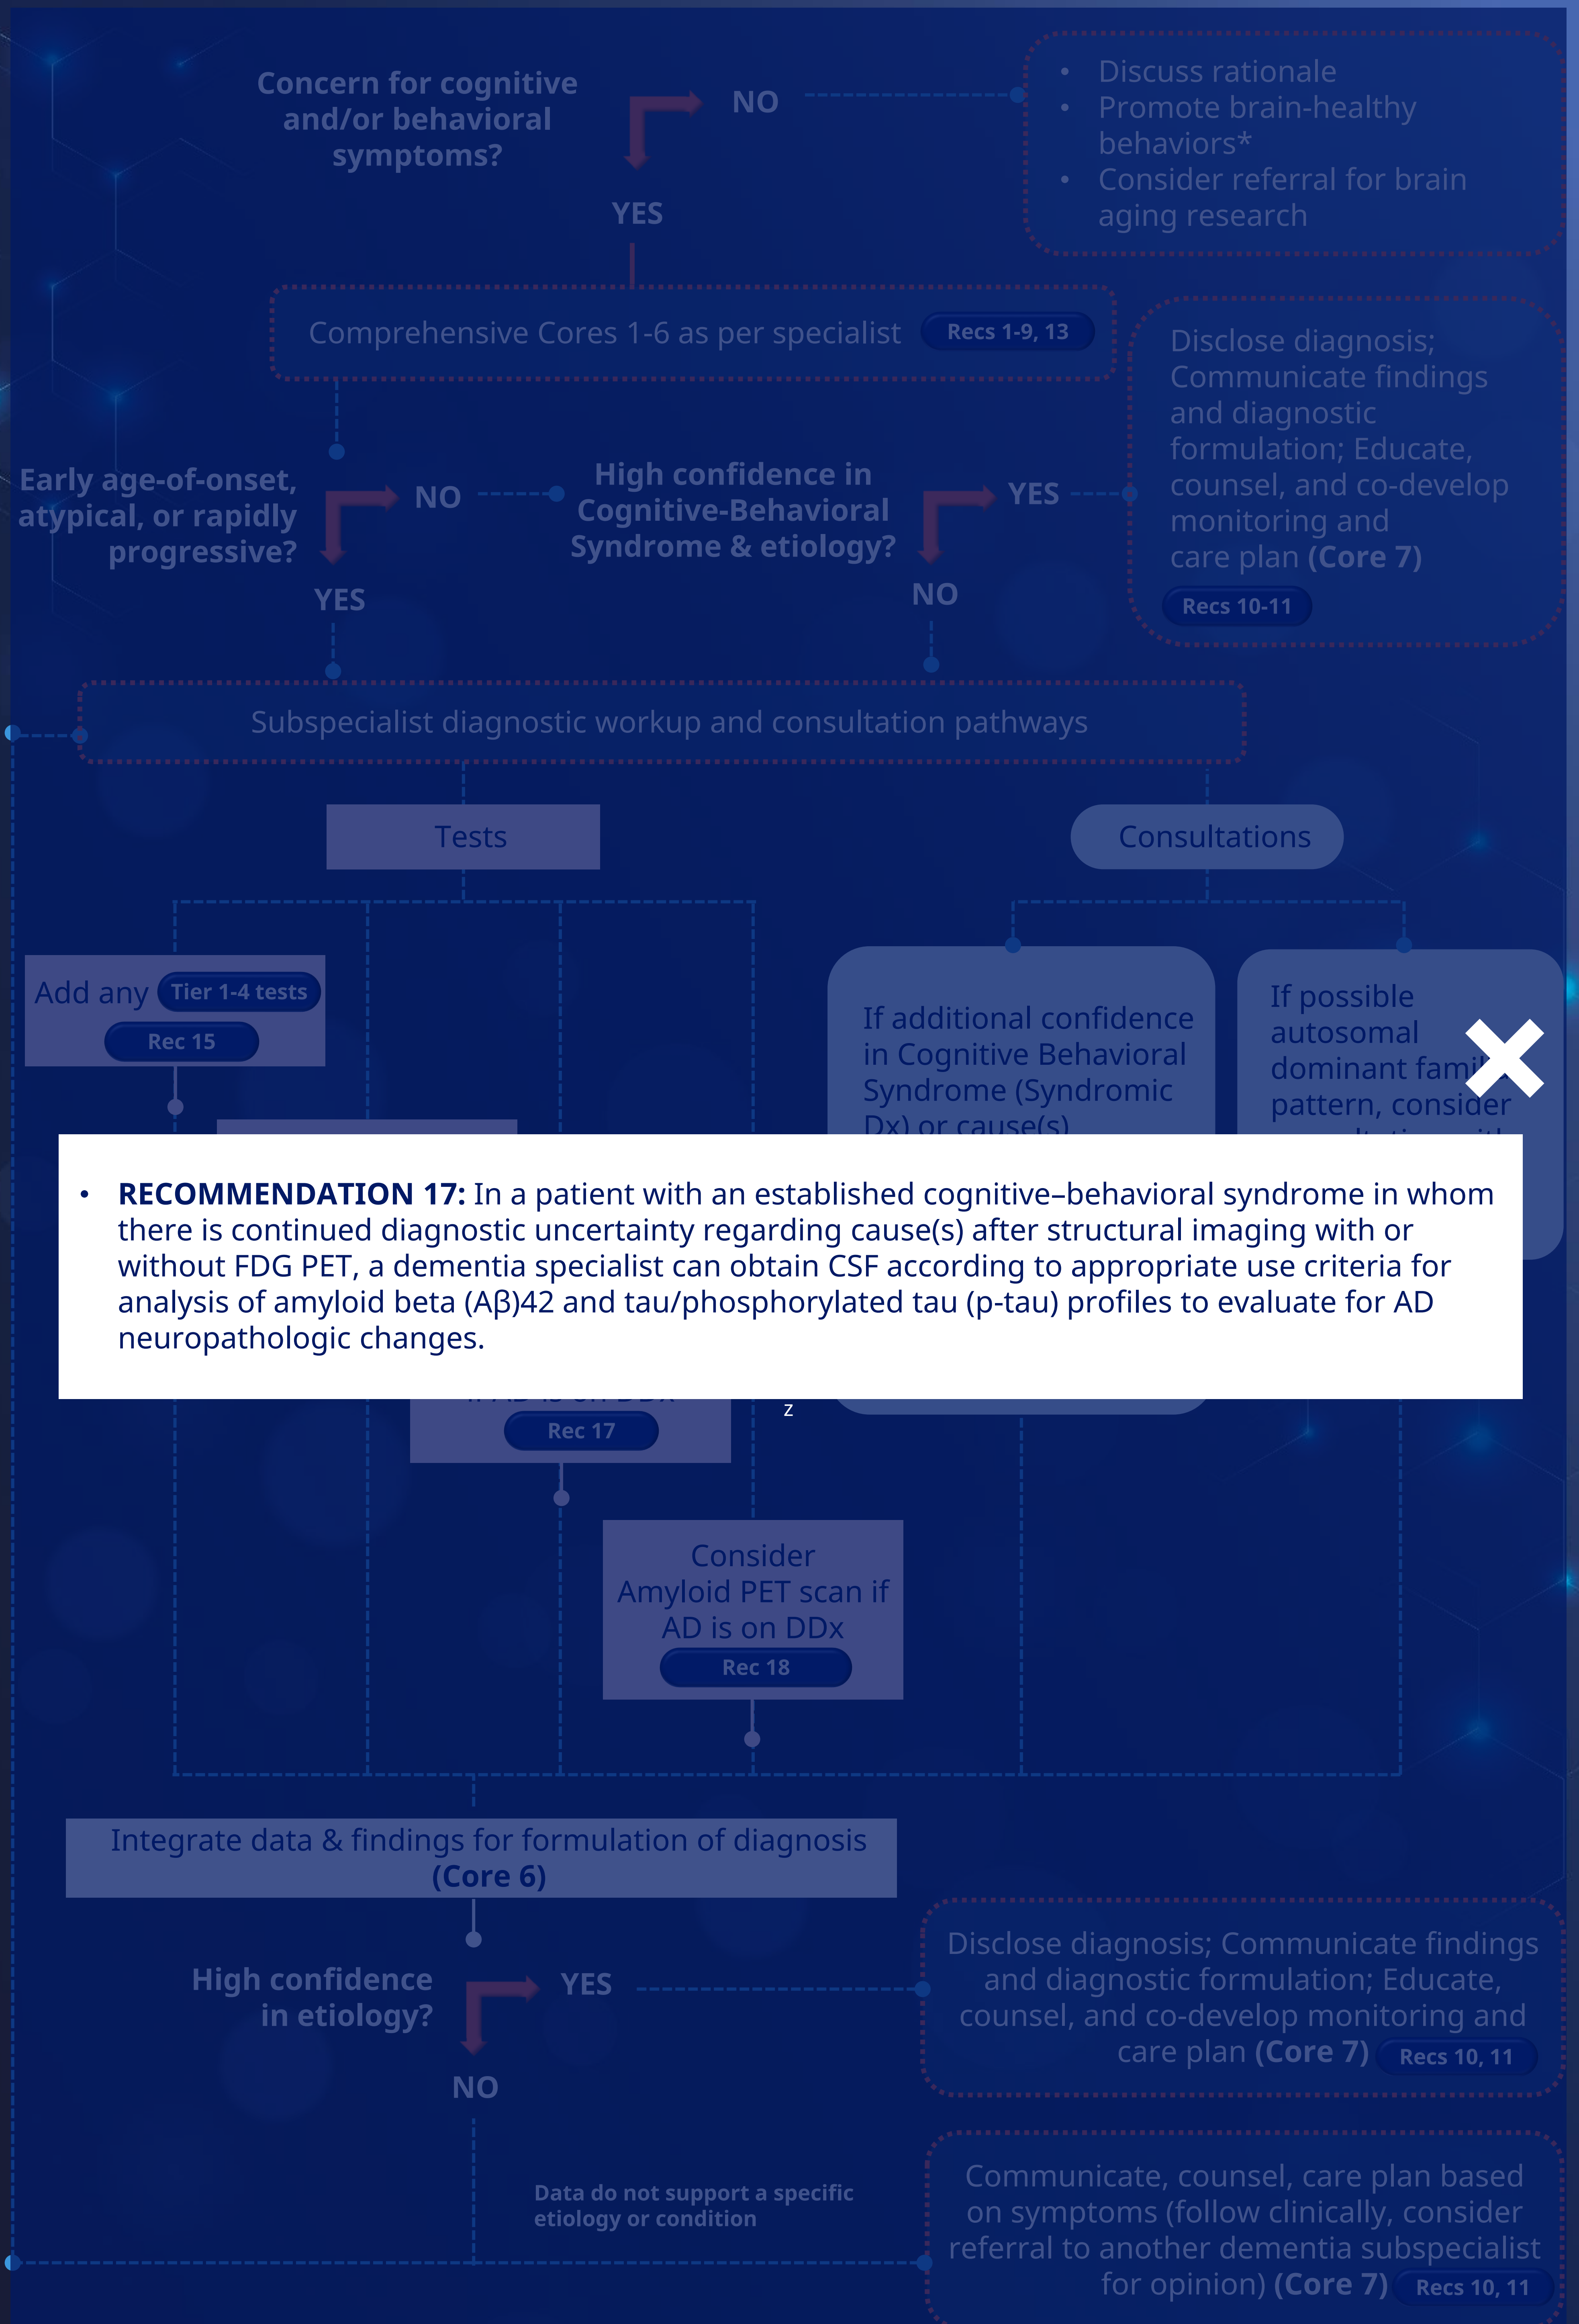 Concern for cognitive
and/or behavioral
symptoms?
NO
YES
• Discuss rationale
• Promote brain-healthy
behaviors*
• Consider referral for brain
aging research
Comprehensive Cores 1-6 as per specialist
Recs 1-9, 13
Disclose diagnosis;
Communicate findings
and diagnostic
formulation; Educate,
counsel, and co-develop
monitoring and
care plan (Core 7)
Recs 10-11
Early age-of-onset,
atypical, or rapidly
progressive?
NO
YES
High confidence in
Cognitive-Behavioral
Syndrome & etiology?
YES
NO
Subspecialist diagnostic workup and consultation pathways
Tests
Consultations
Add any Tier 1-4 tests
Rec 15
If additional confidence
in Cognitive Behavioral
Syndrome (Syndromic
Dx) or cause(s)
If possible
autosomal
dominant
pattern, consider
• RECOMMENDATION 17: In a patient with an established cognitive–behavioral syndrome in whom
there is continued diagnostic uncertainty regarding cause(s) after structural imaging with or
without FDG PET, a dementia specialist can obtain CSF according to appropriate use criteria for
analysis of amyloid beta (Aβ)42 and tau/phosphorylated tau (p-tau) profiles to evaluate for AD
neuropathologic changes.
z
Rec 17
Consider
Amyloid PET scan if
AD is on DDx
Rec 18
Integrate data & findings for formulation of diagnosis
(Core 6)
High confidence
in etiology?
YES
NO
Disclose diagnosis; Communicate findings
and diagnostic formulation; Educate,
counsel, and co-develop monitoring and
care plan (Core 7) Recs 10, 11
Data do not support a specific
etiology or condition
Communicate, counsel, care plan based
on symptoms (follow clinically, consider
referral to another dementia subspecialist
for opinion) (Core 7) Recs 10, 11